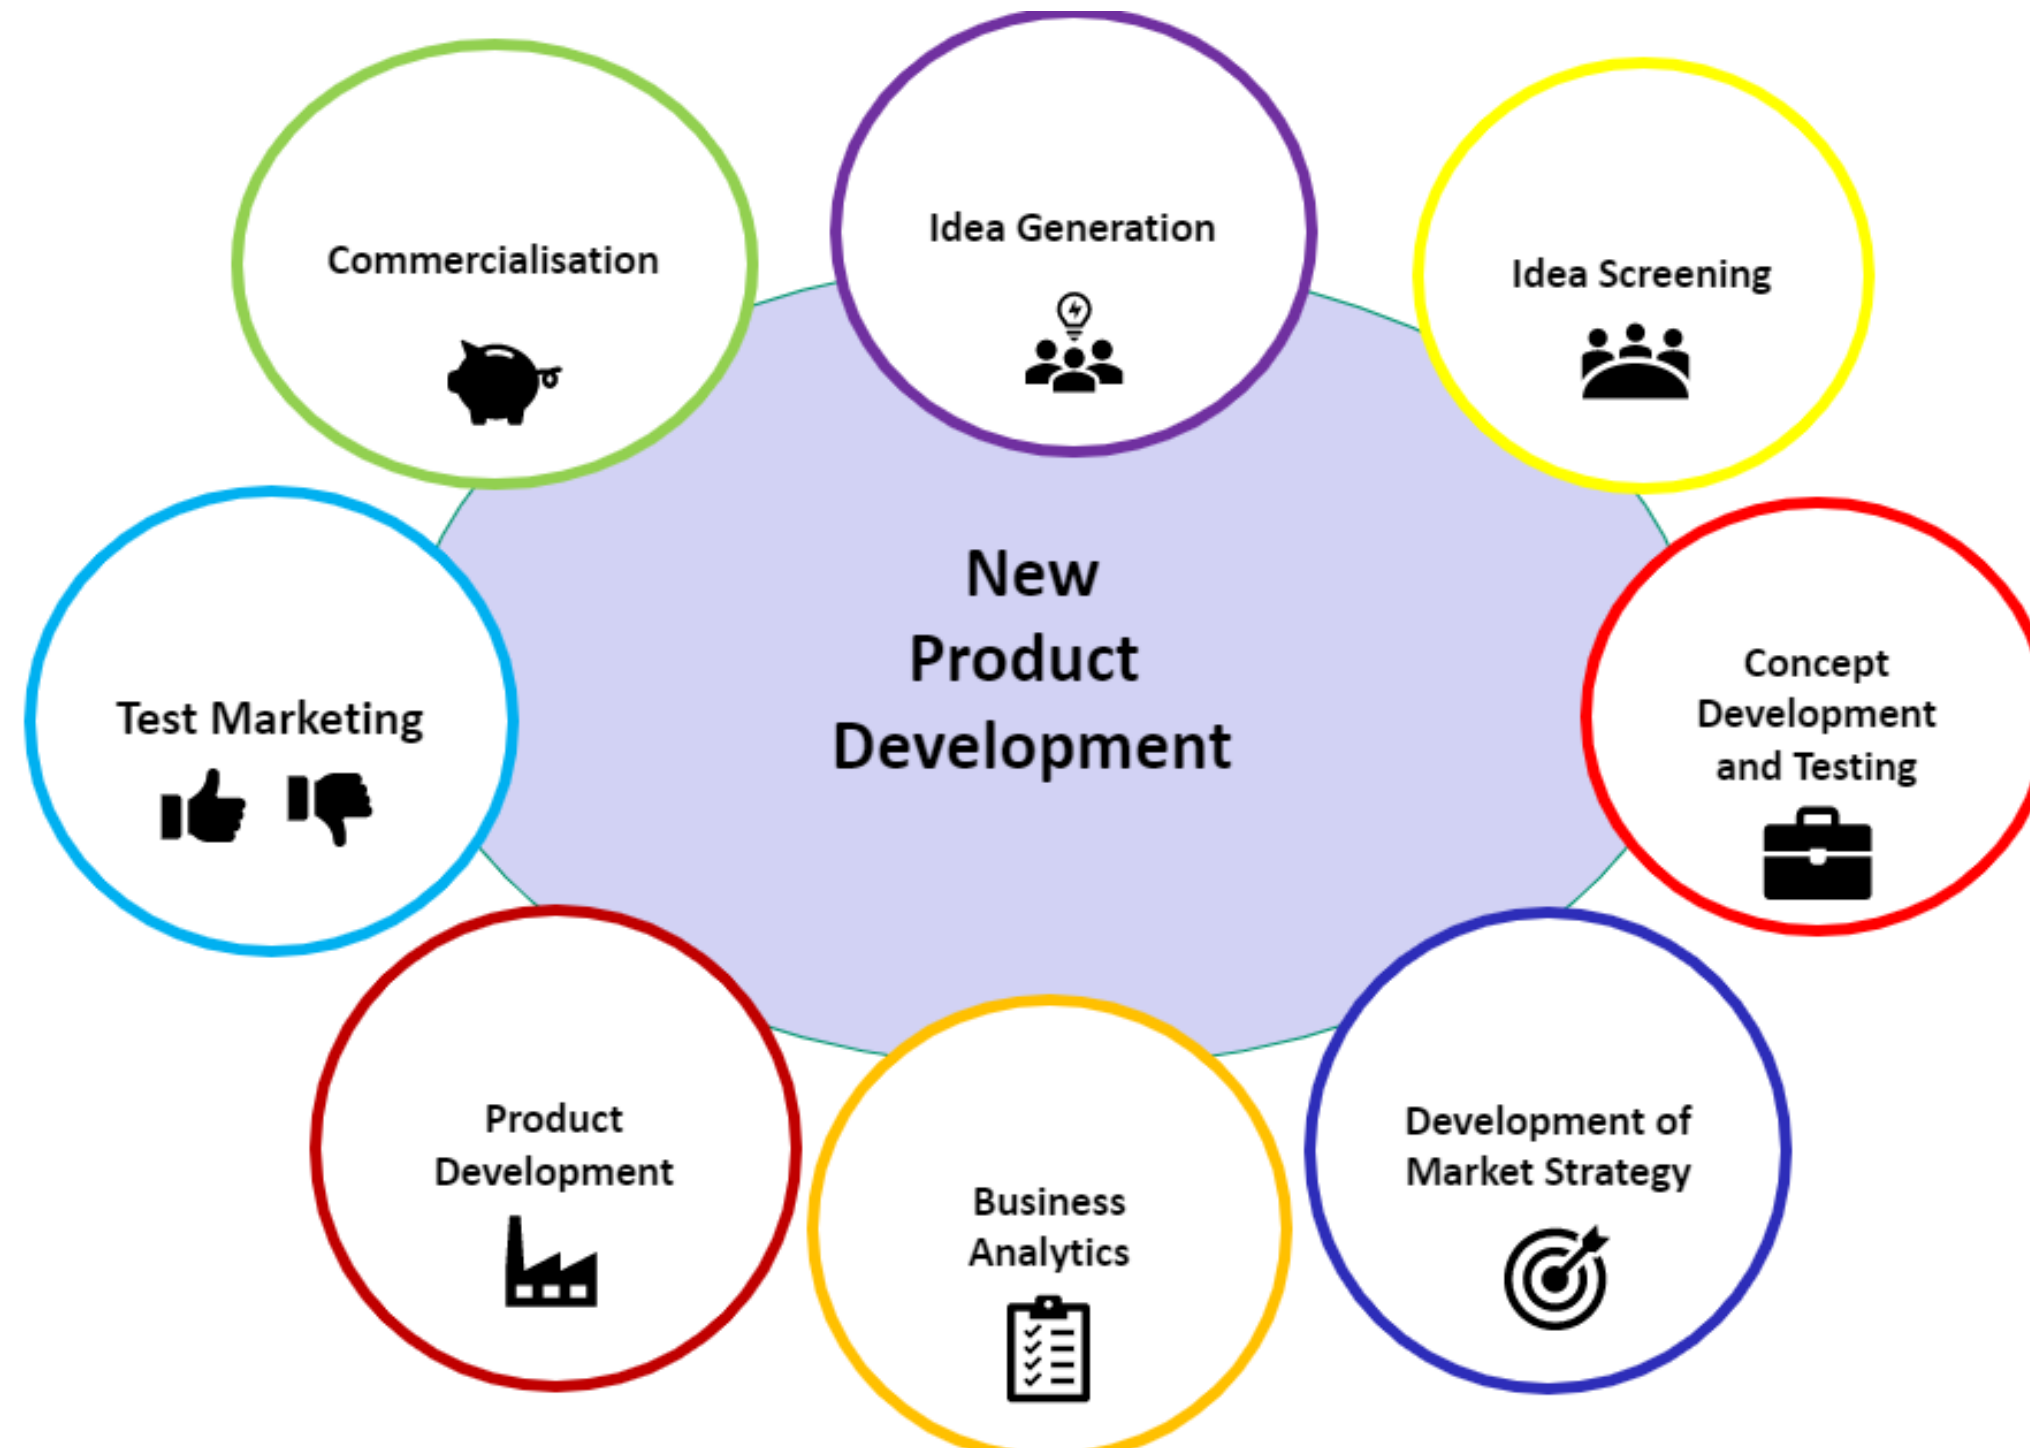 New
Product
Development
Idea Generation
Idea Screening
Concept
Development
and Testing
Development of
Market Strategy
Business
Analytics
Product
Development
Test Marketing
Commercialisation